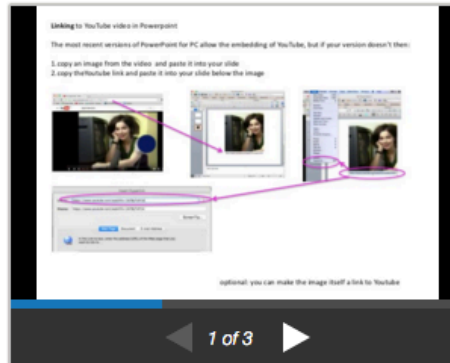 Linking to YouTube video in Powerpoint
The most recent versions of PowerPoint for PC allow the embedding of YouTube, but if your version doesn't then:
1. copy an image from the video and paste it into your slide
2. copy theYoutube link and paste it into your slide below the image
optional: you can make the image itself a link to Youtube
1 of 3